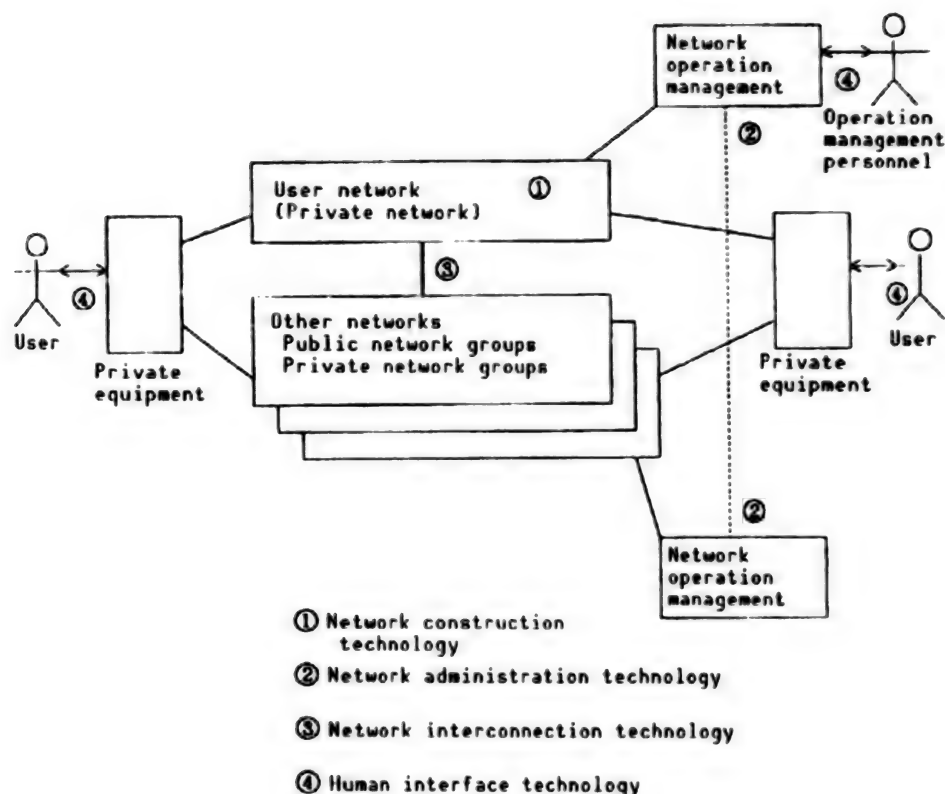 Network
operation
management
④
Operation
management
personnel
②
User network
(Private network)
①
③
④
User
Private
equipment
Other networks
Public network groups
Private network groups
④
User
Private
equipment
②
Network
operation
management
① Network construction
technology
② Network administration technology
③ Network interconnection technology
④ Human interface technology